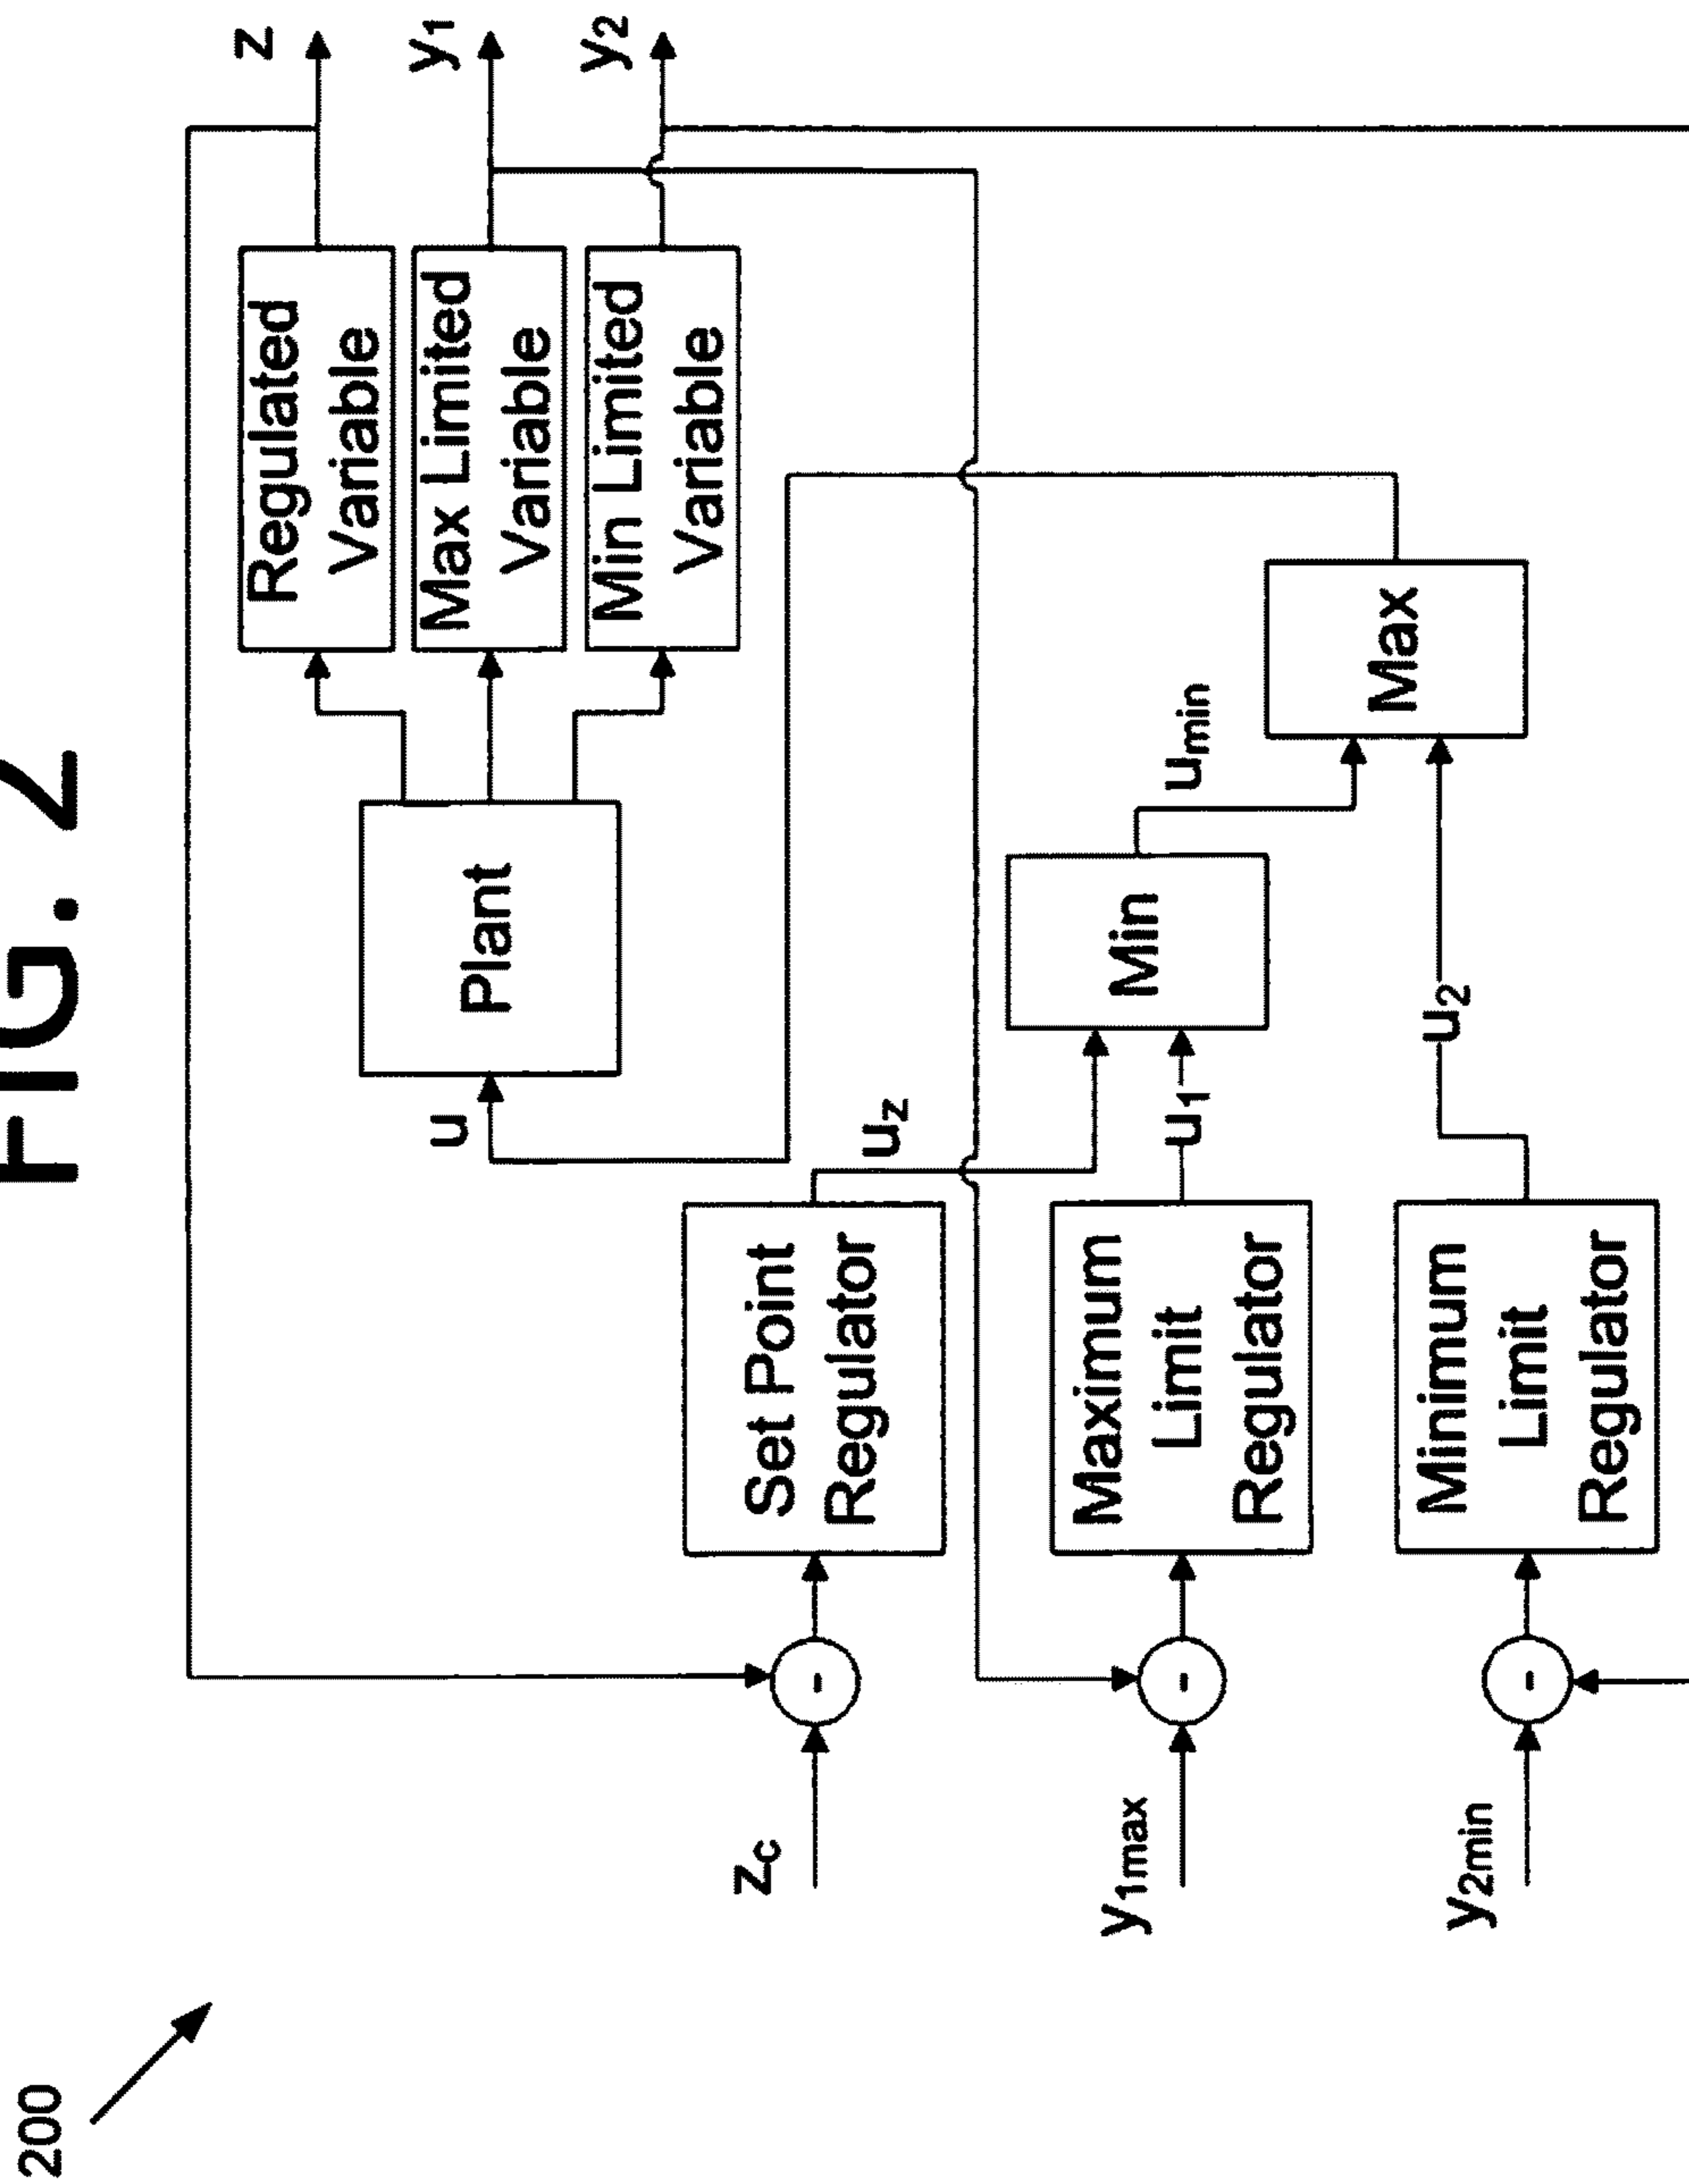 FIG. 2
200
z
y1
y2
Regulated
Variable
Max Limited
Variable
Min Limited
Variable
Plant
u
uz
Set Point
Regulator
zc
Min
umin
Max
u1
Maximum
Limit
Regulator
y1max
u2
Minimum
Limit
Regulator
y2min
-
-
-